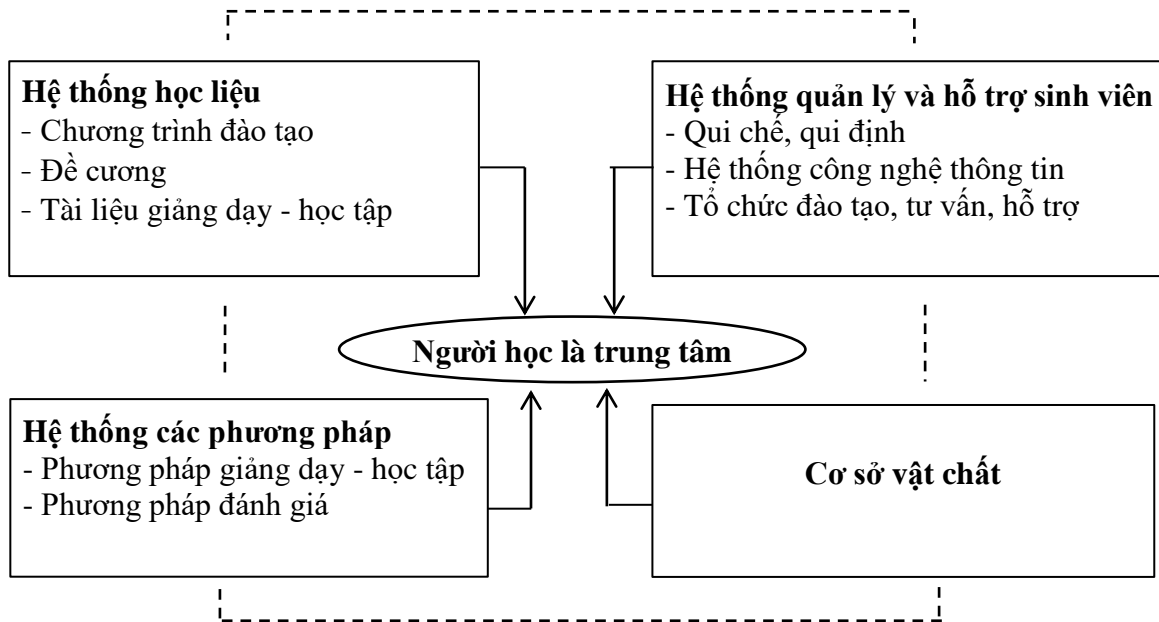 Hệ thống học liệu
- Chương trình đào tạo
- Đề cương
- Tài liệu giảng dạy - học tập
Hệ thống quản lý và hỗ trợ sinh viên
- Qui chế, qui định
- Hệ thống công nghệ thông tin
- Tổ chức đào tạo, tư vấn, hỗ trợ
Người học là trung tâm
Hệ thống các phương pháp
- Phương pháp giảng dạy - học tập
- Phương pháp đánh giá
Cơ sở vật chất